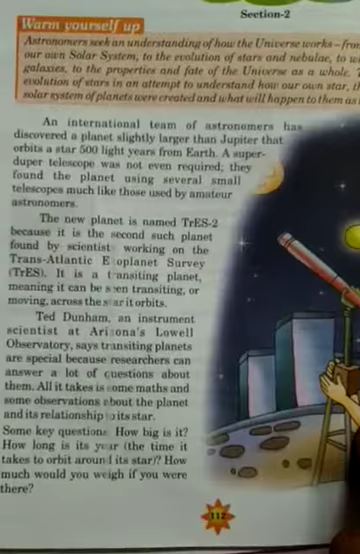 Section-2
Warm yourself up
Astronomers seek an understanding of how the Universe works – from
our own Solar System, to the evolution of stars and nebulae, to
galaxies, to the properties and fate of the Universe as a whole.
evolution of stars in an attempt to understand how our own star,
solar system of planets were created and what will happen to them as
An international team of astronomers has
discovered a planet slightly larger than Jupiter that
orbits a star 500 light years from Earth. A super-
duper telescope was not even required; they
found the planet using several small
telescopes much like those used by amateur
astronomers.
The new planet is named TrES-2
because it is the second such planet
found by scientist working on the
Trans-Atlantic E oplanet Survey
(TrES). It is a t ansiting planet,
meaning it can be s en transiting, or
moving, across the s ar it orbits.
Ted Dunham, an instrument
scientist at Arizona's Lowell
Observatory, says transiting planets
are special because researchers can
answer a lot of questions about
them. All it takes is some maths and
some observations about the planet
and its relationship to its star.
Some key questions: How big is it?
How long is its year (the time it
takes to orbit around its star)? How
much would you weigh if you were
there?
112